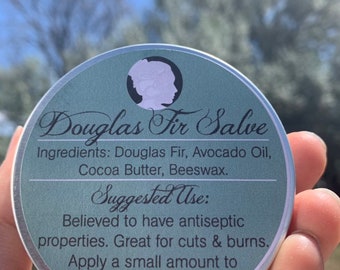 Douglas Fir Salve
Ingredients: Douglas Fir, Avocado Oil,
Cocoa Butter, Beeswax.
Suggested Use:
Believed to have antiseptic
properties. Great for cuts & burns.
Apply a small amount to